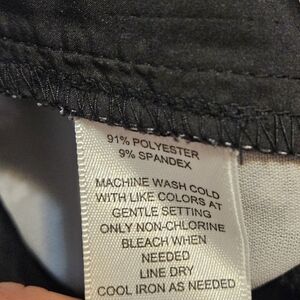 91% POLYESTER
9% SPANDEX
MACHINE WASH COLD
WITH LIKE COLORS AT
GENTLE SETTING
ONLY NON-CHLORIN
BLEACH WHEN
NEEDED
LINE DRY
COOL IRON AS NEEDED